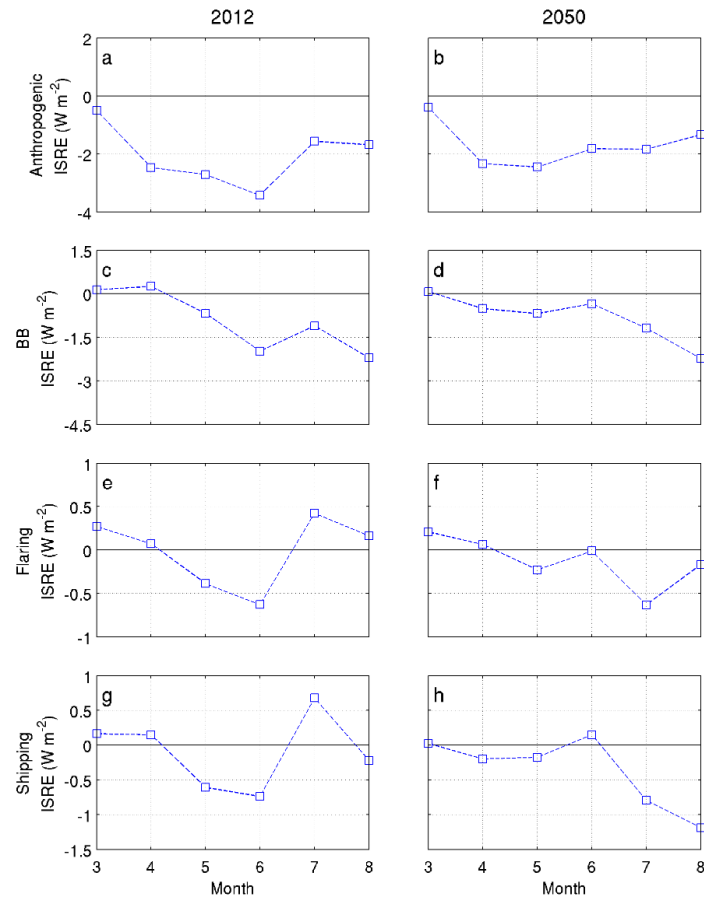 2012 2050
a
b
Anthropogenic
ISRE (W m-2)
2
0
-2
-4
c
d
BB
ISRE (W m-2)
1.5
0
-1.5
-3
-4.5
e
f
Flaring
ISRE (W m-2)
1
0.5
0
-0.5
-1
g
h
Shipping
ISRE (W m-2)
1
0.5
0
-0.5
-1
-1.5
3 4 5 6 7 8 3 4 5 6 7 8
Month Month